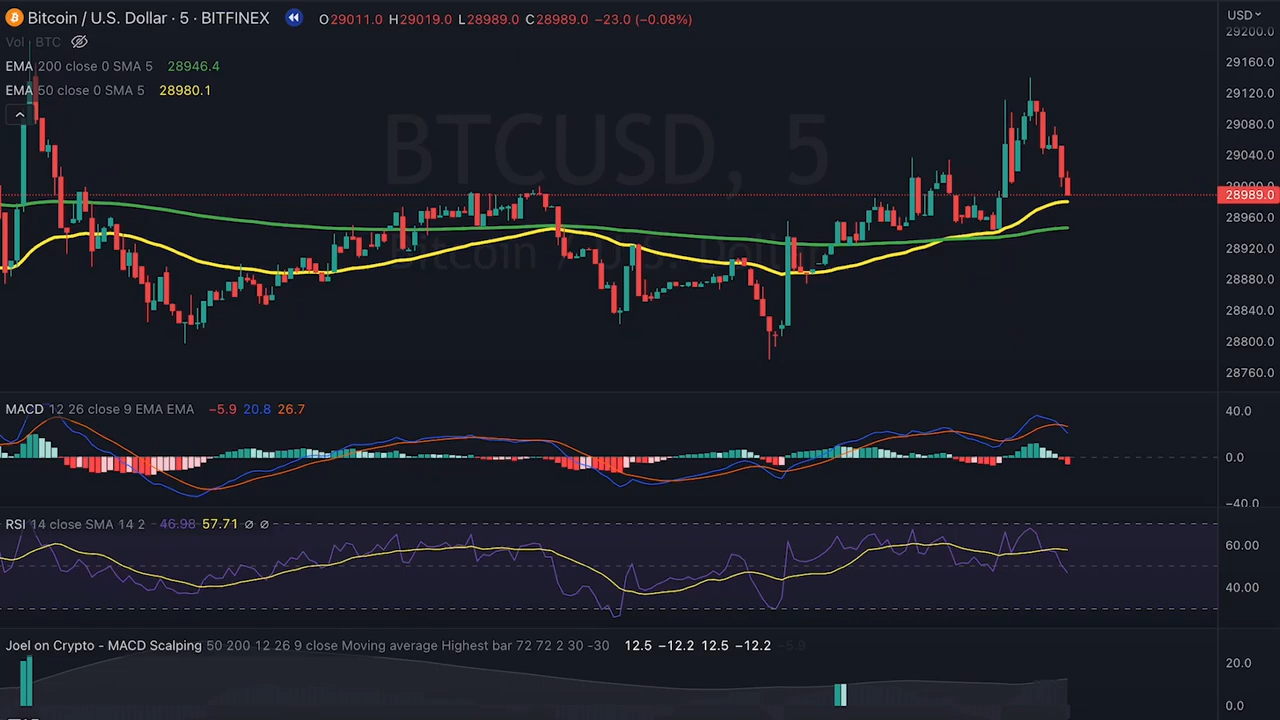 Bitcoin / U.S. Dollar · 5 · BITFINEX O29011.0 H29019.0 L28989.0 C28989.0 −23.0 (−0.08%) USD
Vol BTC
EMA 200 close 0 SMA 5 28946.4
EMA 50 close 0 SMA 5 28980.1
BTCUSD, 5
Bitcoin / U.S. Dollar
29200.0
29160.0
29120.0
29080.0
29040.0
29000.0
28989.0
28960.0
28920.0
28880.0
28840.0
28800.0
28760.0
MACD 12 26 close 9 EMA EMA −5.9 20.8 26.7
40.0
0.0
−40.0
RSI 14 close SMA 14 2 46.98 57.71 ∅ ∅
60.00
40.00
Joel on Crypto - MACD Scalping 50 200 12 26 9 close Moving average Highest bar 72 72 2 30 -30 12.5 −12.2 12.5 −12.2 −5.9
20.0
0.0